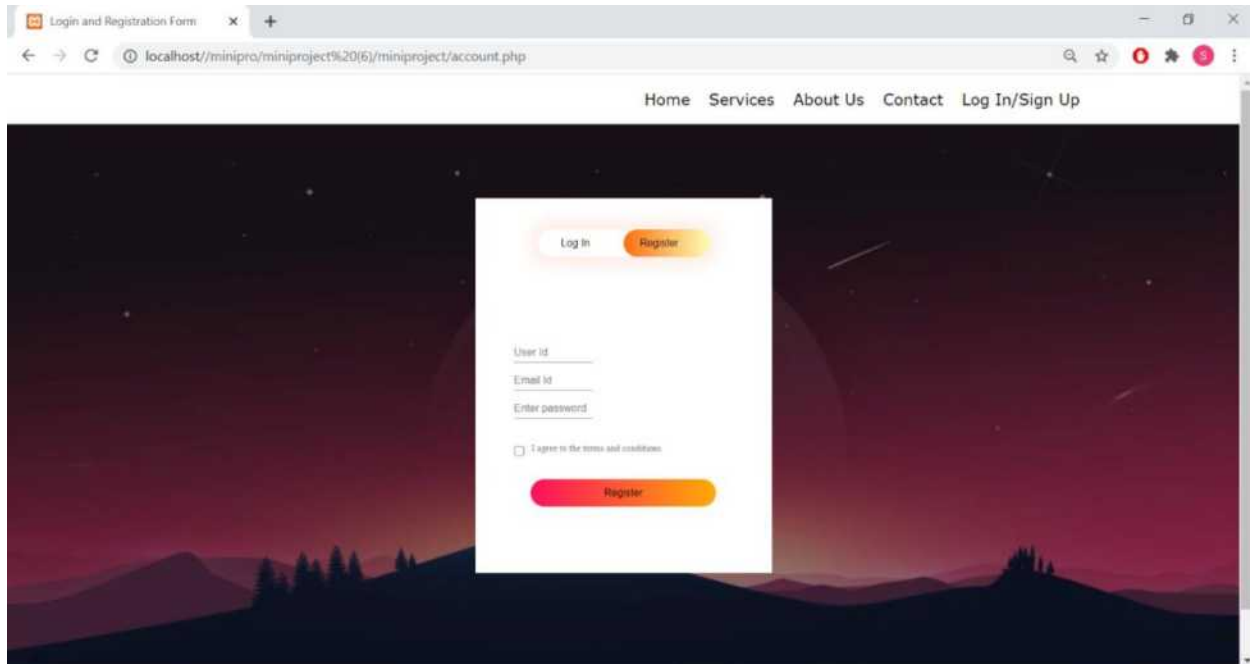 Login and Registration Form
localhost//minipro/miniproject%20(6)/miniproject/account.php
S
Home Services About Us Contact Log In/Sign Up
Log In Register
User Id
Email Id
Enter password
I agree to the terms and conditions
Register